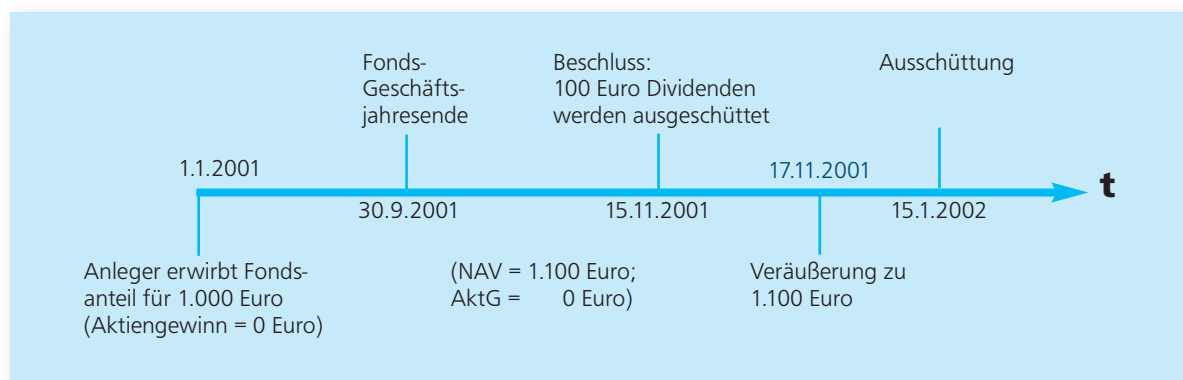 Fonds-
Geschäfts-
jahresende
Beschluss:
100 Euro Dividenden
werden ausgeschüttet
Ausschüttung
1.1.2001
17.11.2001
t
30.9.2001
15.11.2001
15.1.2002
Anleger erwirbt Fonds-
anteil für 1.000 Euro
(Aktiengewinn = 0 Euro)
(NAV = 1.100 Euro;
AktG = 0 Euro)
Veräußerung zu
1.100 Euro